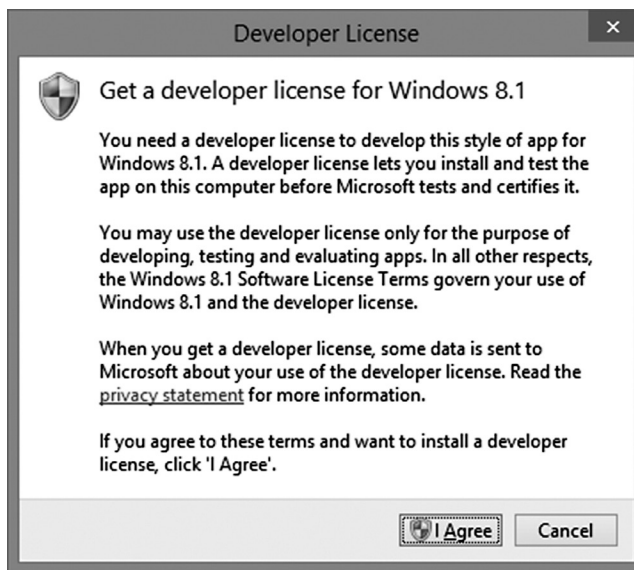 Developer License
Get a developer license for Windows 8.1
You need a developer license to develop this style of app for
Windows 8.1. A developer license lets you install and test the
app on this computer before Microsoft tests and certifies it.
You may use the developer license only for the purpose of
developing, testing and evaluating apps. In all other respects,
the Windows 8.1 Software License Terms govern your use of
Windows 8.1 and the developer license.
When you get a developer license, some data is sent to
Microsoft about your use of the developer license. Read the
privacy statement for more information.
If you agree to these terms and want to install a developer
license, click 'I Agree'.
I Agree
Cancel